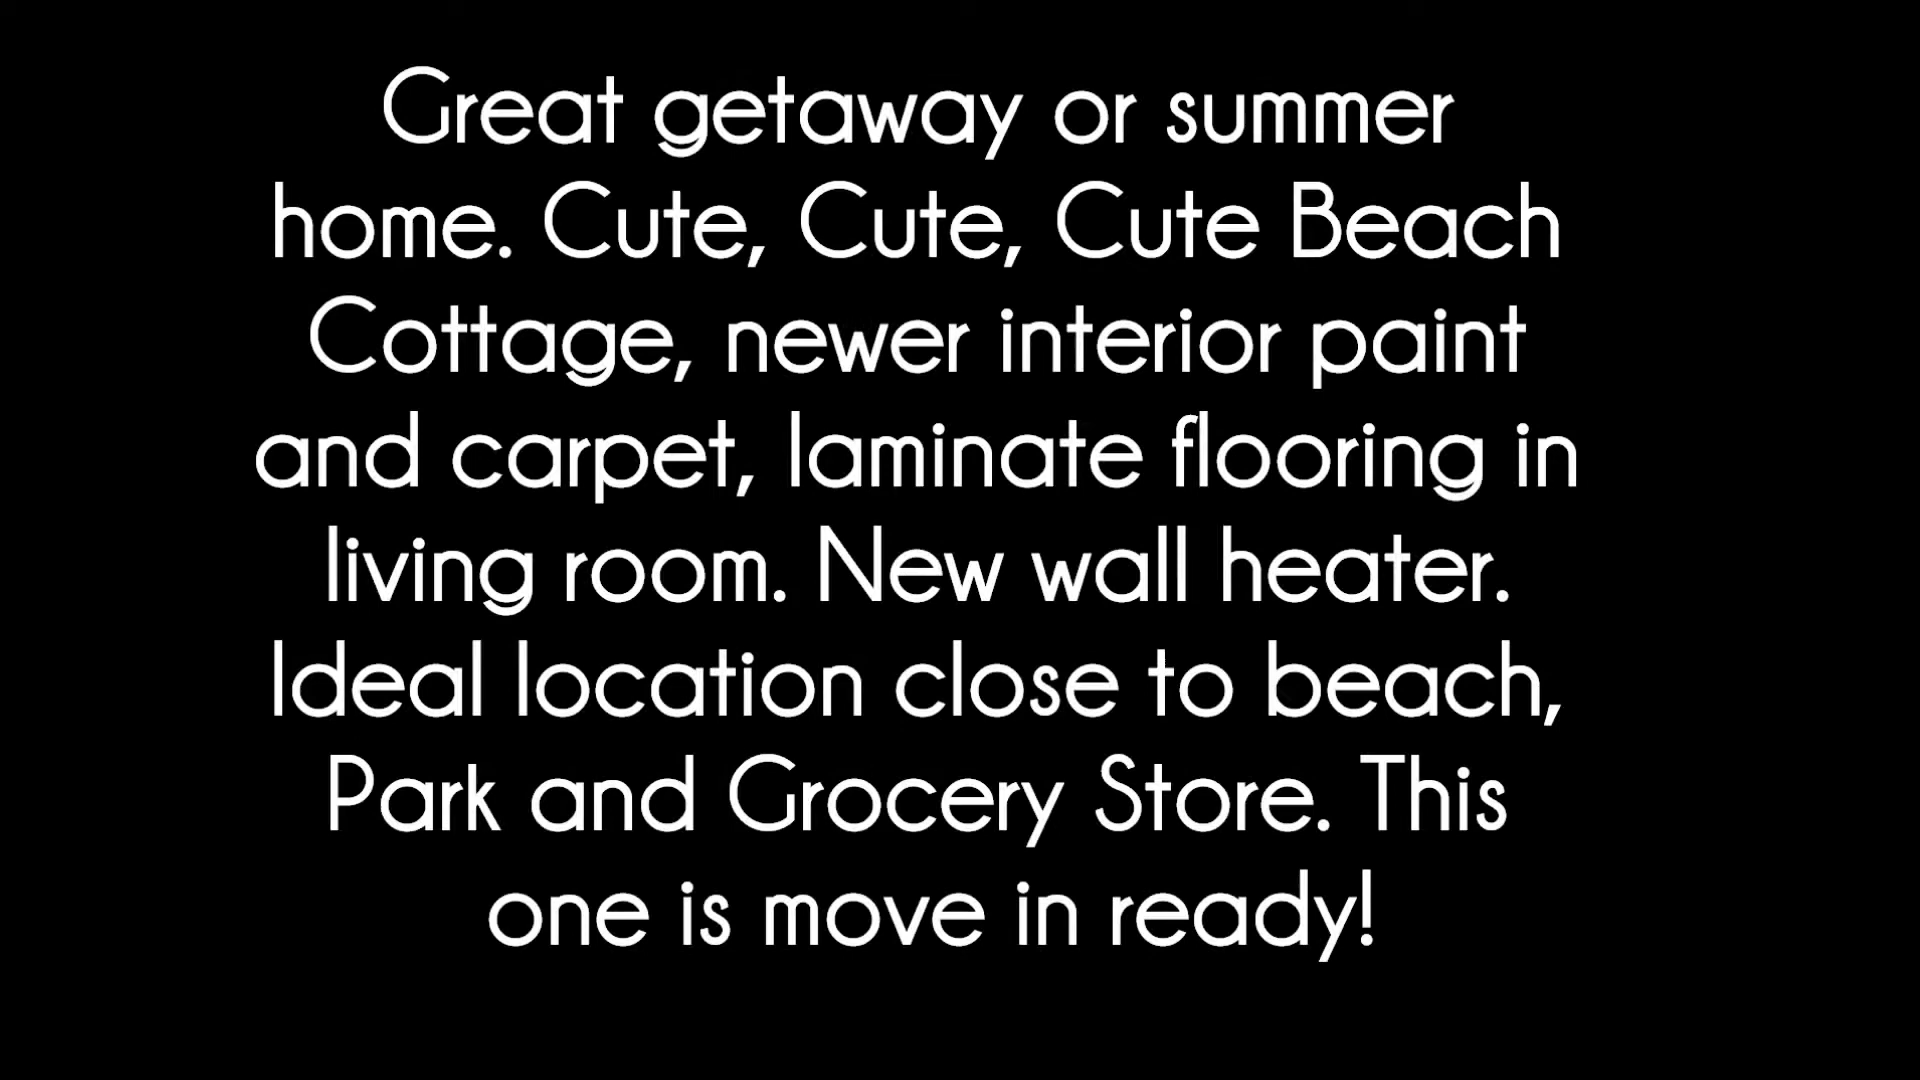 Great getaway or summer
home. Cute, Cute, Cute Beach
Cottage, newer interior paint
and carpet, laminate flooring in
living room. New wall heater.
Ideal location close to beach,
Park and Grocery Store. This
one is move in ready!